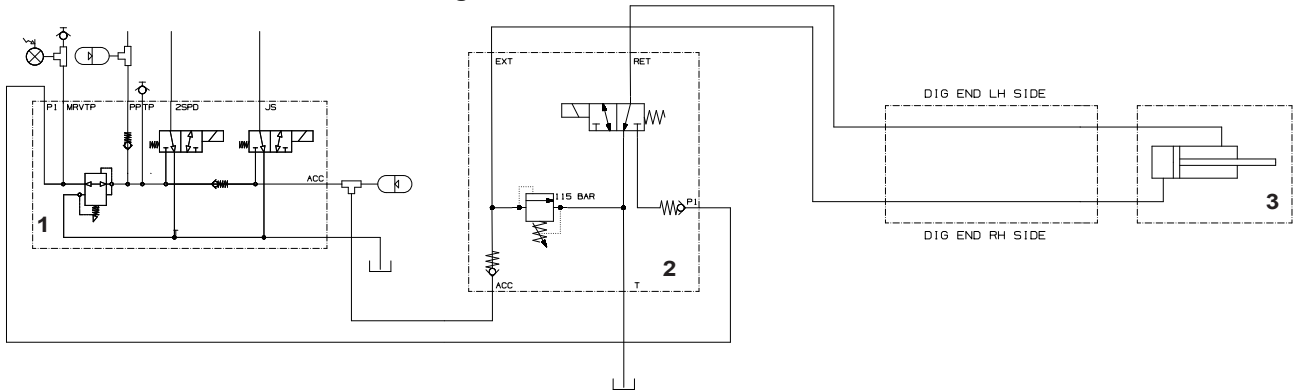 EXT
RET
DIG END LH SIDE
P1 MRVTP PPTP 2SPD JS
ACC
115 BAR
P1
1
2
3
T
DIG END RH SIDE
ACC
T